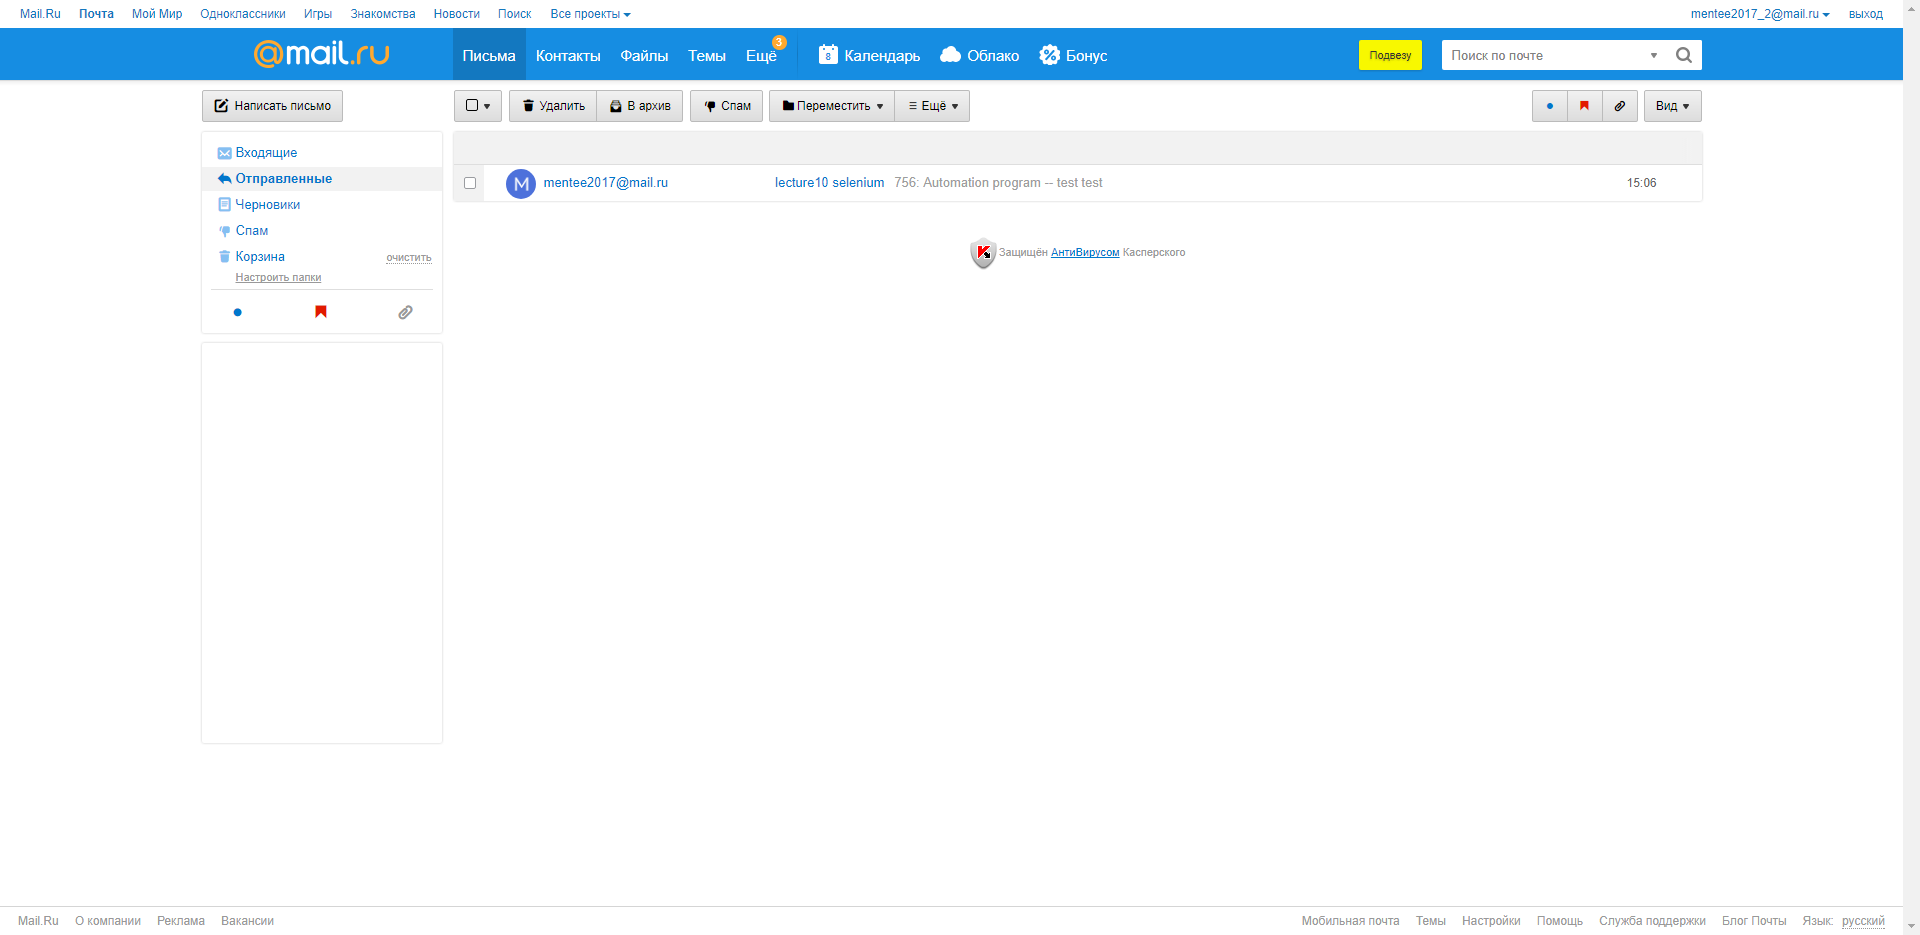 Mail.Ru Почта Мой Мир Одноклассники Игры Знакомства Новости Поиск Все проекты mentee2017_2@mail.ru выход
@mail.ru Письма Контакты Файлы Темы Ещё 3 8 Календарь Облако Бонус Подвезу Поиск по почте
Написать письмо Удалить В архив Спам Переместить Ещё Вид
Входящие
Отправленные
Черновики
Спам
Корзина очистить
Настроить папки
M mentee2017@mail.ru lecture10 selenium 756: Automation program -- test test 15:06
Защищён АнтиВирусом Касперского
Mail.Ru О компании Реклама Вакансии Мобильная почта Темы Настройки Помощь Служба поддержки Блог Почты Язык: русский